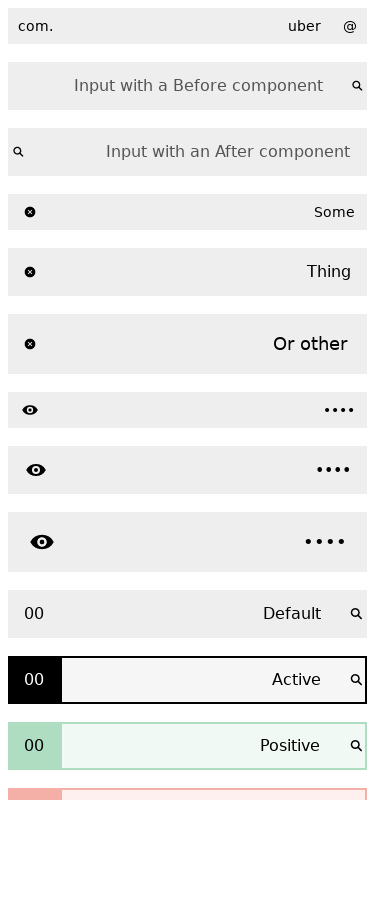 com. uber @
Input with a Before component
Input with an After component
Some
Thing
Or other
••••
••••
••••
00 Default
00 Active
00 Positive